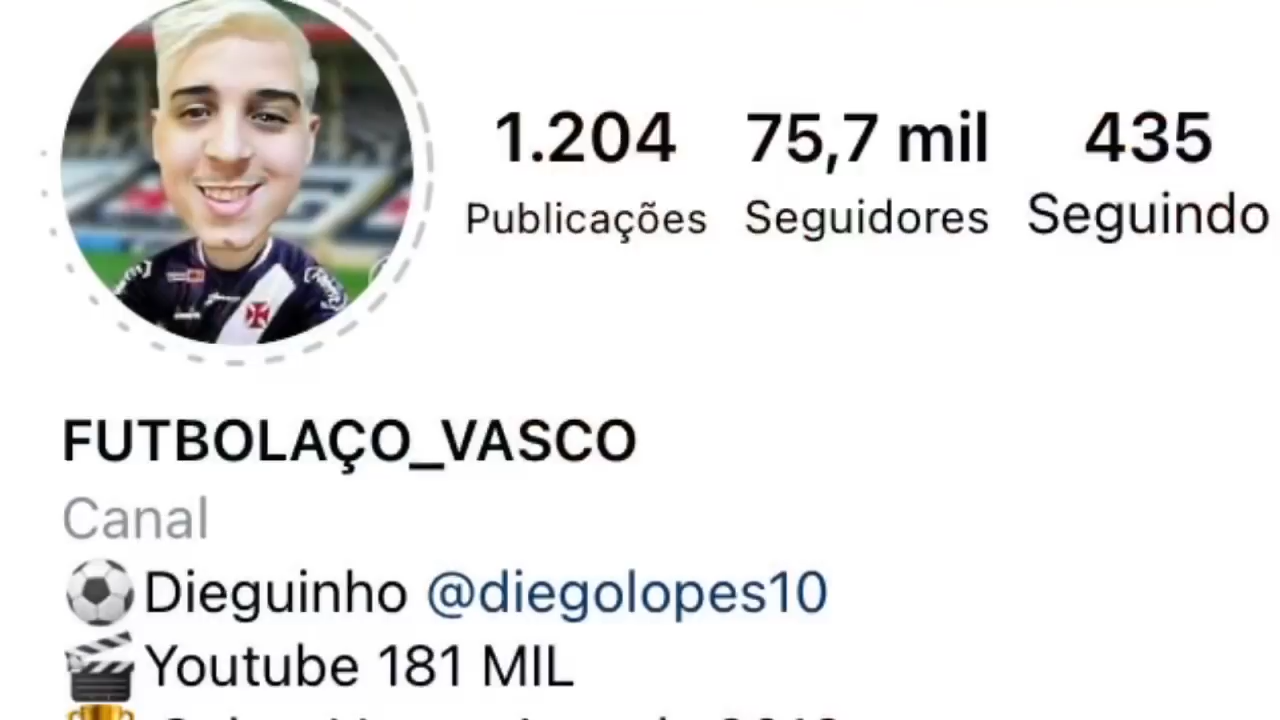 1.204 75,7 mil 435
Publicações Seguidores Seguindo
FUTBOLAÇO_VASCO
Canal
Dieguinho @diegolopes10
Youtube 181 MIL